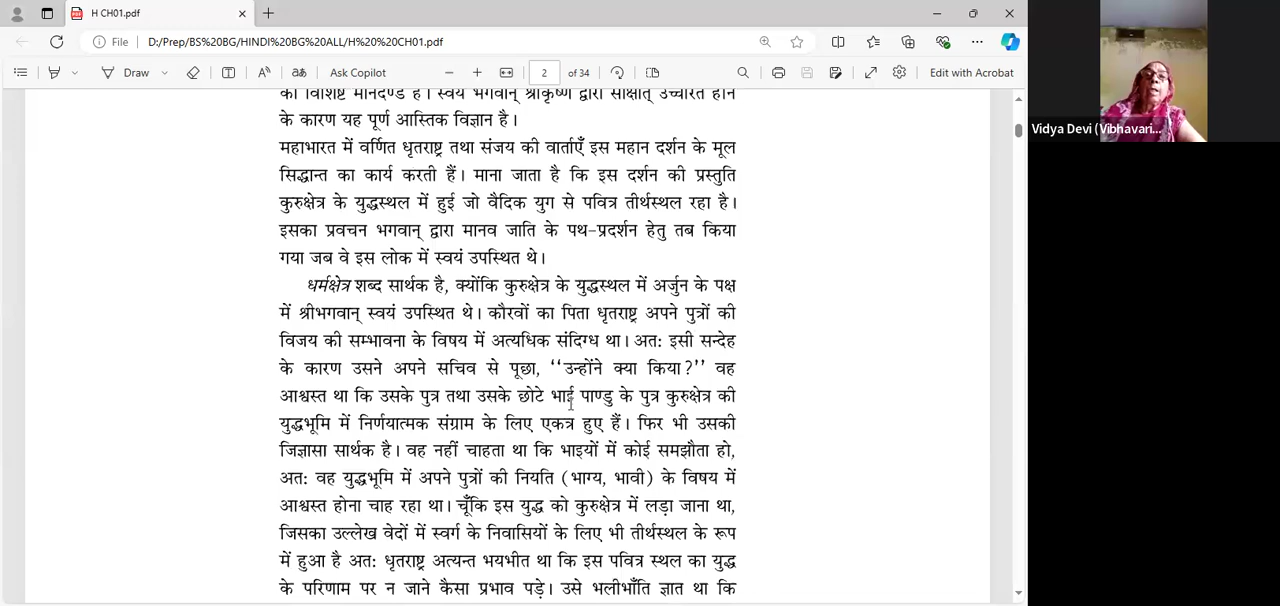 H CH01.pdf
File
D:/Prep/BS%20BG/HINDI%20BG%20ALL/H%20%20CH01.pdf
Draw
Ask Copilot
2
of 34
Edit with Acrobat
का विशिष्ट मानदण्ड है। स्वयं भगवान् श्रीकृष्ण द्वारा साक्षात् उच्चरित होने
के कारण यह पूर्ण आस्तिक विज्ञान है।
महाभारत में वर्णित धृतराष्ट्र तथा संजय की वार्ताएँ इस महान दर्शन के मूल
सिद्धान्त का कार्य करती हैं। माना जाता है कि इस दर्शन की प्रस्तुति
कुरुक्षेत्र के युद्धस्थल में हुई जो वैदिक युग से पवित्र तीर्थस्थल रहा है।
इसका प्रवचन भगवान् द्वारा मानव जाति के पथ-प्रदर्शन हेतु तब किया
गया जब वे इस लोक में स्वयं उपस्थित थे।
धर्मक्षेत्र शब्द सार्थक है, क्योंकि कुरुक्षेत्र के युद्धस्थल में अर्जुन के पक्ष
में श्रीभगवान् स्वयं उपस्थित थे। कौरवों का पिता धृतराष्ट्र अपने पुत्रों की
विजय की सम्भावना के विषय में अत्यधिक संदिग्ध था। अतः इसी सन्देह
के कारण उसने अपने सचिव से पूछा, ‘‘उन्होंने क्या किया?’’ वह
आश्वस्त था कि उसके पुत्र तथा उसके छोटे भाई पाण्डु के पुत्र कुरुक्षेत्र की
युद्धभूमि में निर्णयात्मक संग्राम के लिए एकत्र हुए हैं। फिर भी उसकी
जिज्ञासा सार्थक है। वह नहीं चाहता था कि भाइयों में कोई समझौता हो,
अतः वह युद्धभूमि में अपने पुत्रों की नियति (भाग्य, भावी) के विषय में
आश्वस्त होना चाह रहा था। चूँकि इस युद्ध को कुरुक्षेत्र में लड़ा जाना था,
जिसका उल्लेख वेदों में स्वर्ग के निवासियों के लिए भी तीर्थस्थल के रूप
में हुआ है अतः धृतराष्ट्र अत्यन्त भयभीत था कि इस पवित्र स्थल का युद्ध
के परिणाम पर न जाने कैसा प्रभाव पड़े। उसे भलीभाँति ज्ञात था कि
Vidya Devi (Vibhavari...